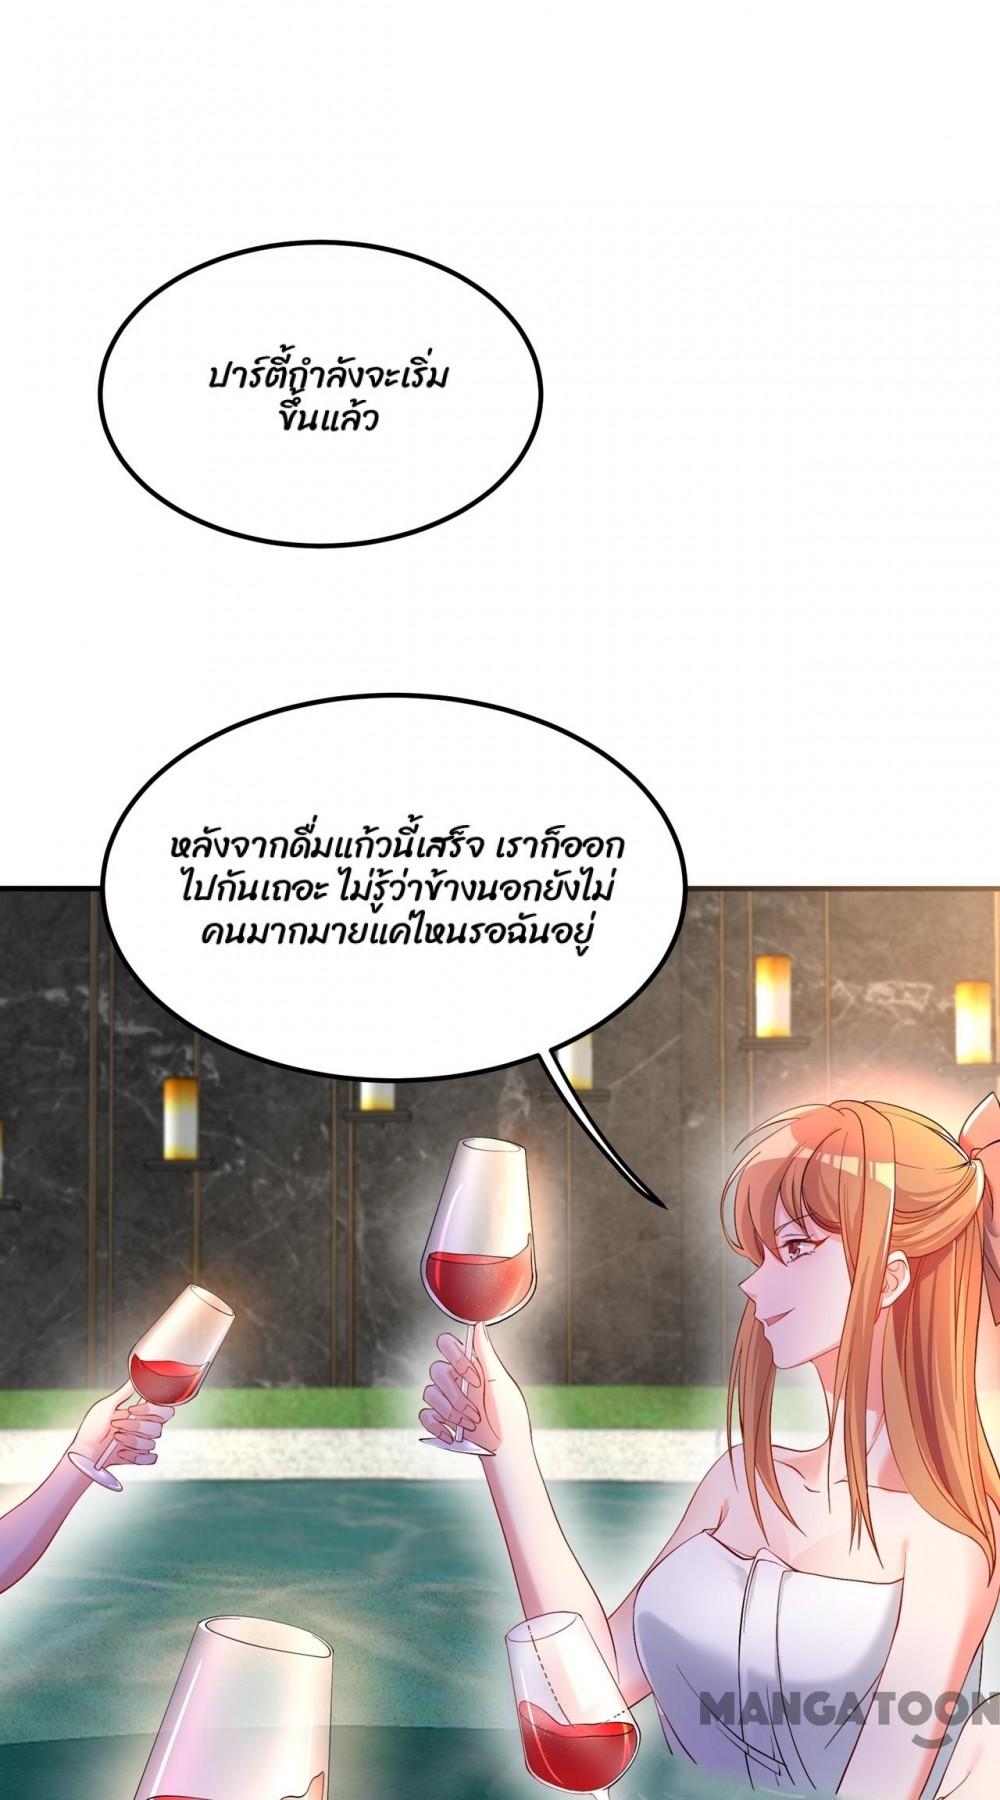 ปาร์ตี้กำลังจะเริ่ม
ขึ้นแล้ว
หลังจากดื่มแก้วนี้เสร็จ เราก็ออก
ไปกันเถอะ ไม่รู้ว่าข้างนอกยังไม่
คนมากมายแค่ไหนรอฉันอยู่
MANGATOON